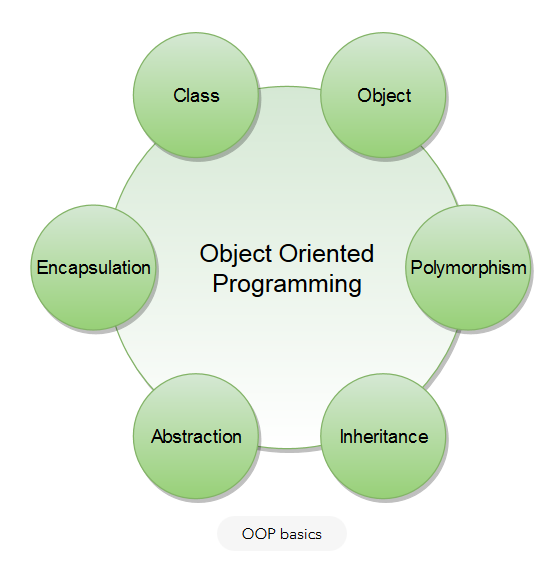 Class
Object
Encapsulation
Object Oriented
Programming
Polymorphism
Abstraction
Inheritance
OOP basics